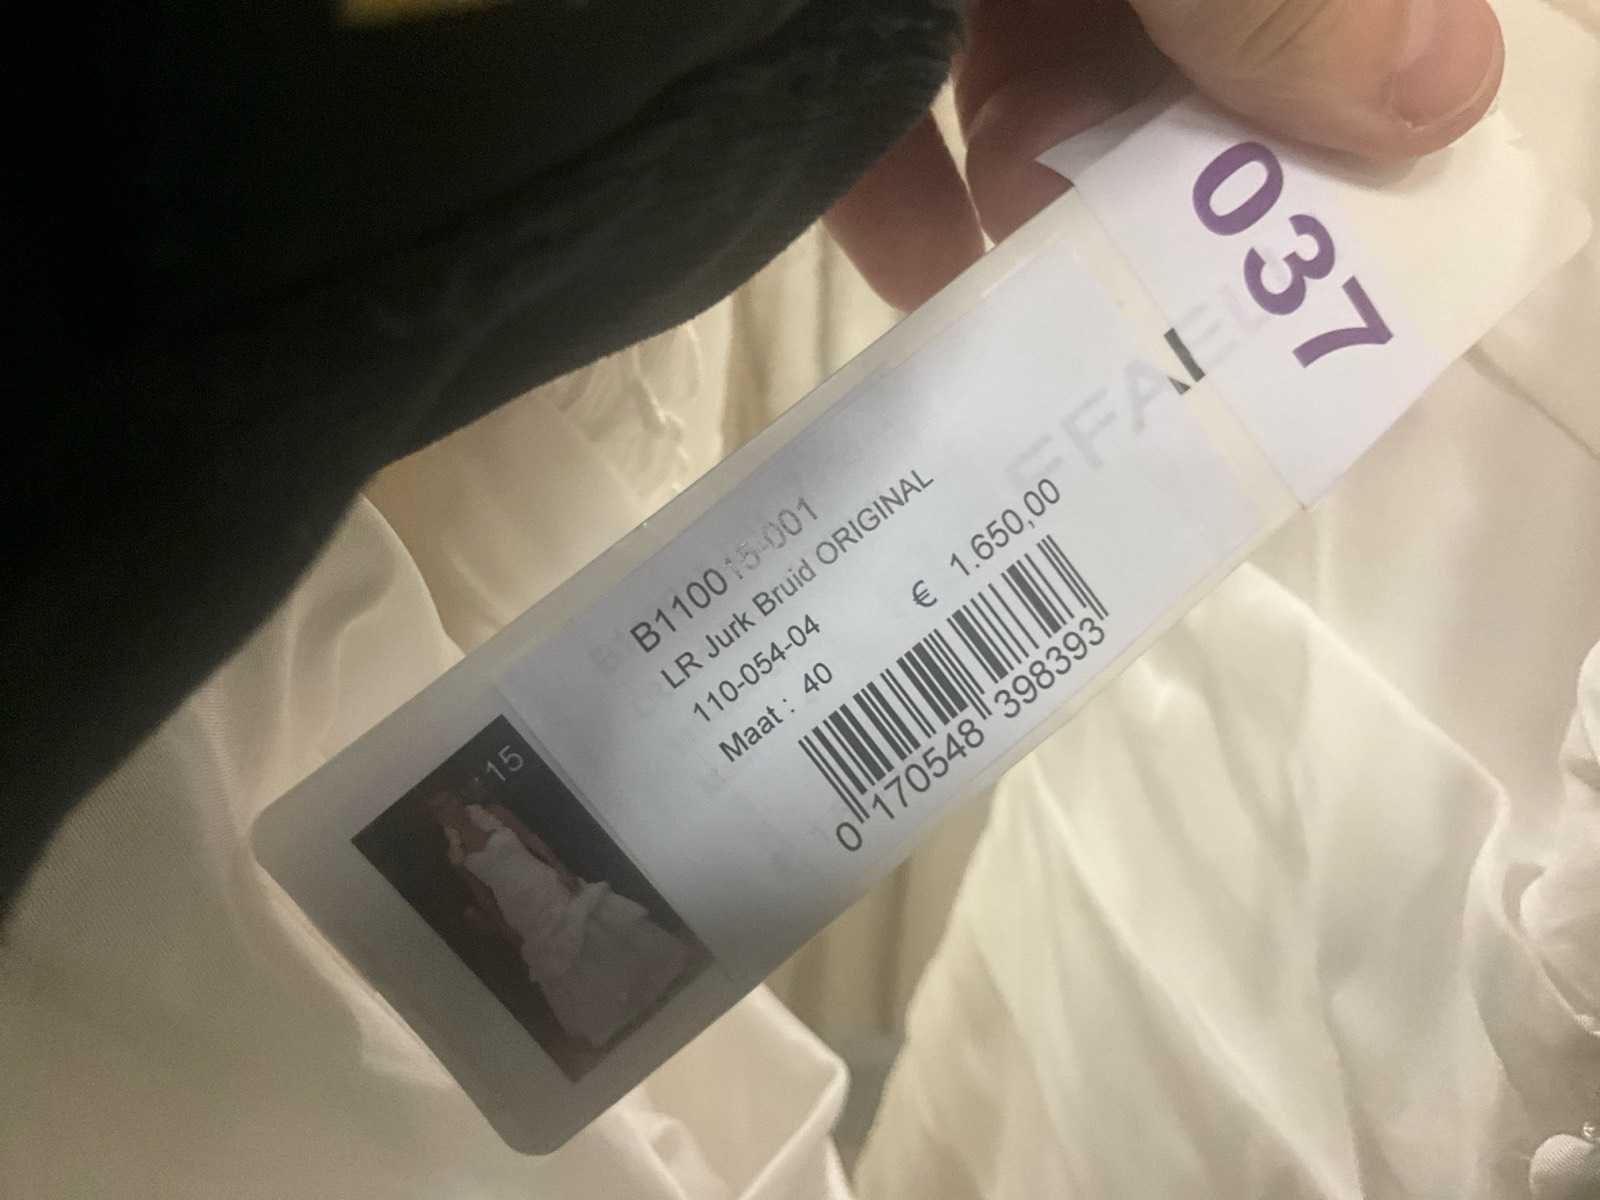 037
FFAEL
B110015-001
LR Jurk Bruid ORIGINAL
110-054-04
€ 1.650,00
Maat : 40
0 170548 398393
15